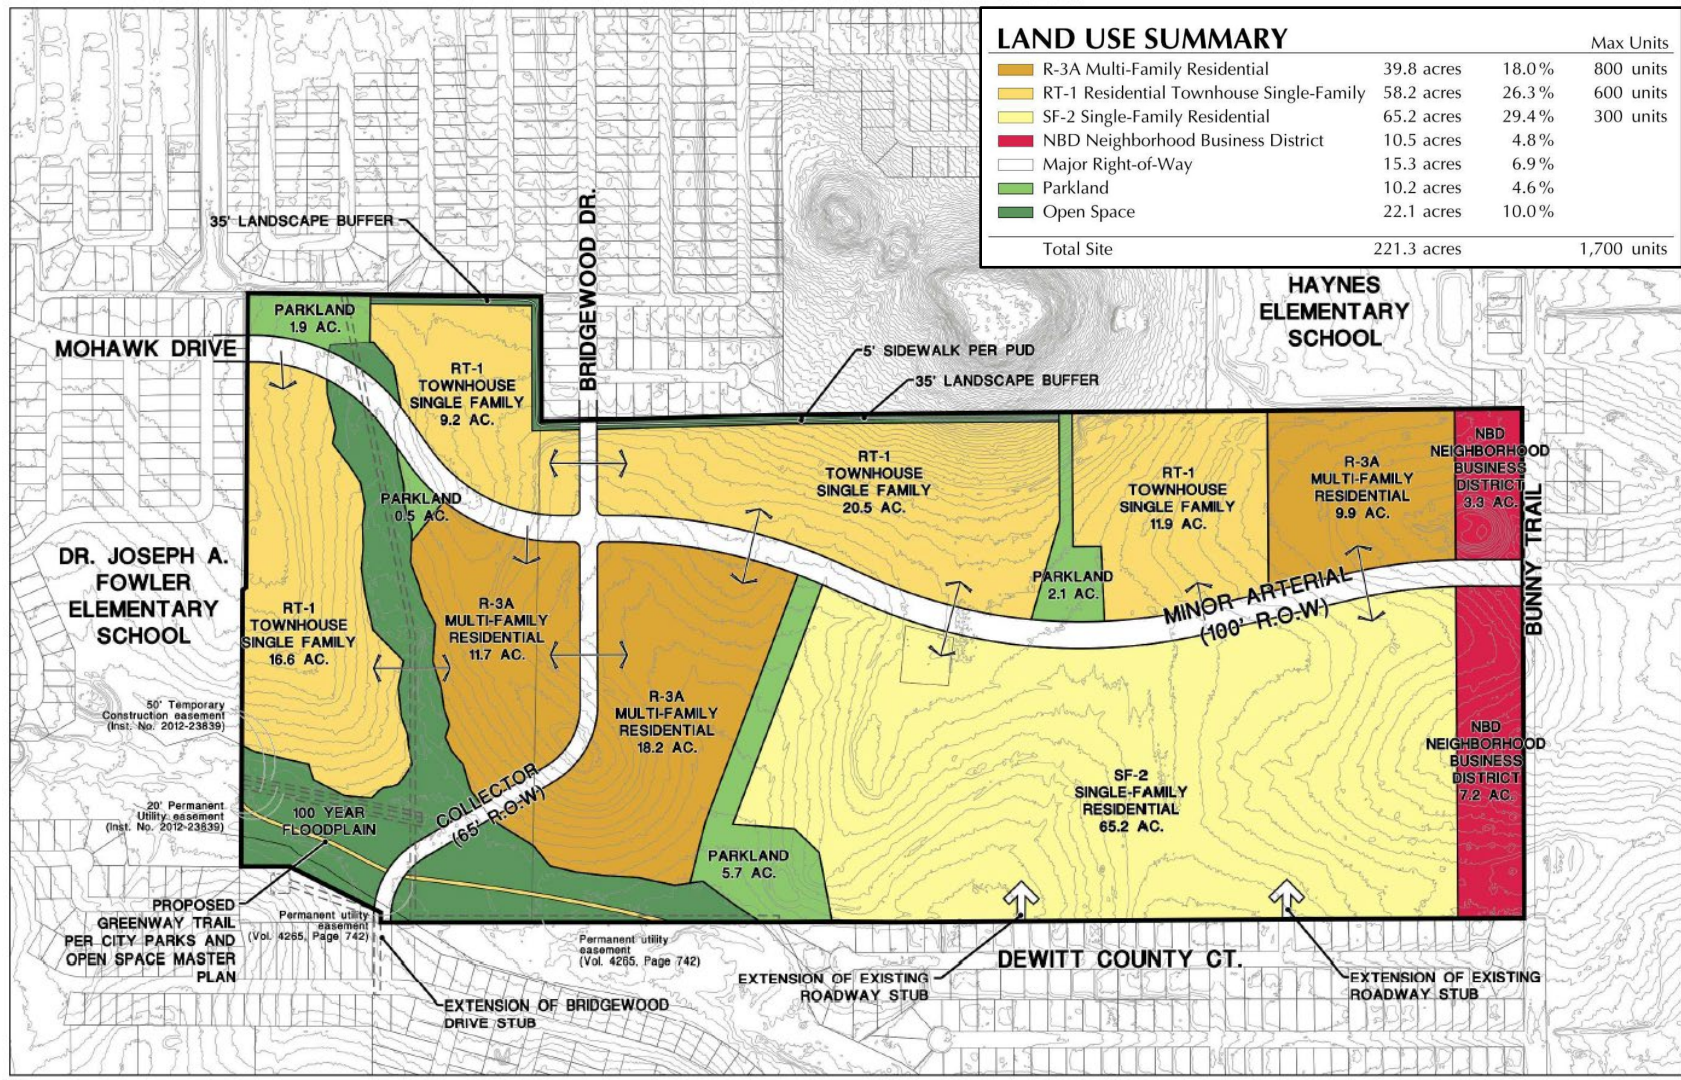 LAND USE SUMMARY Max Units
R-3A Multi-Family Residential 39.8 acres 18.0% 800 units
RT-1 Residential Townhouse Single-Family 58.2 acres 26.3% 600 units
SF-2 Single-Family Residential 65.2 acres 29.4% 300 units
NBD Neighborhood Business District 10.5 acres 4.8%
Major Right-of-Way 15.3 acres 6.9%
Parkland 10.2 acres 4.6%
Open Space 22.1 acres 10.0%
Total Site 221.3 acres 1,700 units
35' LANDSCAPE BUFFER
BRIDGEWOOD DR.
HAYNES
ELEMENTARY
SCHOOL
PARKLAND
1.9 AC.
MOHAWK DRIVE
RT-1
TOWNHOUSE
SINGLE FAMILY
9.2 AC.
5' SIDEWALK PER PUD
35' LANDSCAPE BUFFER
RT-1
TOWNHOUSE
SINGLE FAMILY
20.5 AC.
RT-1
TOWNHOUSE
SINGLE FAMILY
11.9 AC.
R-3A
MULTI-FAMILY
RESIDENTIAL
9.9 AC.
NBD
NEIGHBORHOOD
BUSINESS
DISTRICT
3.3 AC.
BUNNY TRAIL
PARKLAND
0.5 AC.
DR. JOSEPH A.
FOWLER
ELEMENTARY
SCHOOL
PARKLAND
2.1 AC.
MINOR ARTERIAL
(100' R.O.W)
RT-1
TOWNHOUSE
SINGLE FAMILY
16.6 AC.
R-3A
MULTI-FAMILY
RESIDENTIAL
11.7 AC.
R-3A
MULTI-FAMILY
RESIDENTIAL
18.2 AC.
50' Temporary
Construction easement
(Inst. No. 2012-23839)
NBD
NEIGHBORHOOD
BUSINESS
DISTRICT
7.2 AC.
SF-2
SINGLE-FAMILY
RESIDENTIAL
65.2 AC.
COLLECTOR
(65' R.O.W)
20' Permanent
Utility easement
(Inst. No. 2012-23839)
100 YEAR
FLOODPLAIN
PARKLAND
5.7 AC.
PROPOSED
GREENWAY TRAIL
PER CITY PARKS AND
OPEN SPACE MASTER
PLAN
Permanent utility
easement
(Vol. 4265, Page 742)
Permanent utility
easement
(Vol. 4265, Page 742)
DEWITT COUNTY CT.
EXTENSION OF EXISTING
ROADWAY STUB
EXTENSION OF EXISTING
ROADWAY STUB
EXTENSION OF BRIDGEWOOD
DRIVE STUB